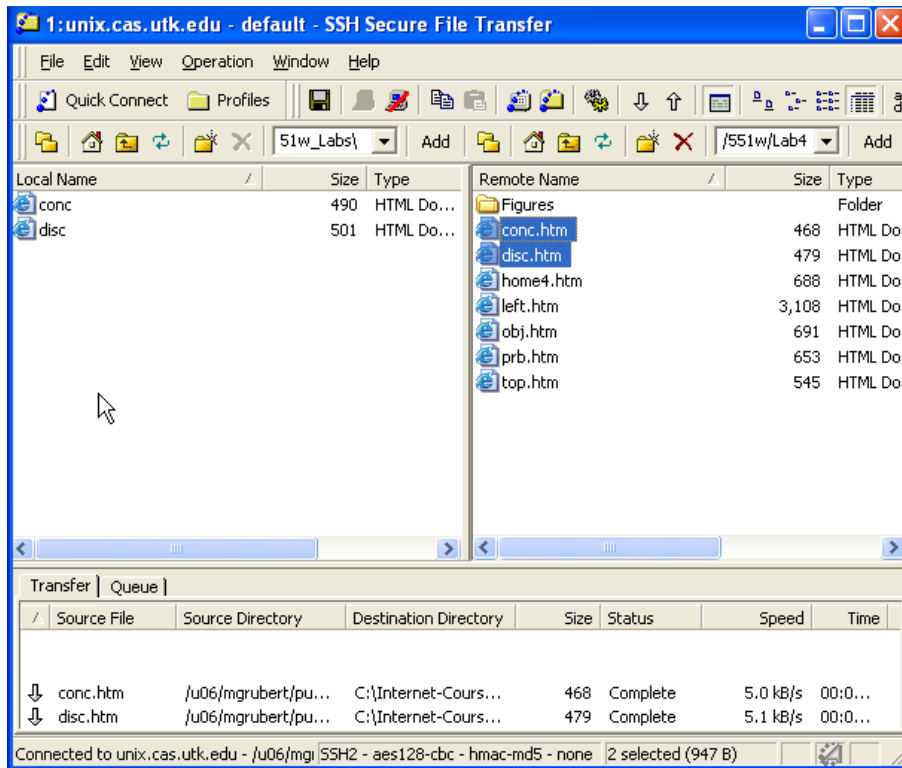 1:unix.cas.utk.edu - default - SSH Secure File Transfer
File Edit View Operation Window Help
Quick Connect Profiles
51w_Labs\ Add /551w/Lab4 Add
Local Name Size Type Remote Name Size Type
Figures Folder
conc 490 HTML Do... conc.htm 468 HTML Do
disc 501 HTML Do... disc.htm 479 HTML Do
home4.htm 688 HTML Do
left.htm 3,108 HTML Do
obj.htm 691 HTML Do
prb.htm 653 HTML Do
top.htm 545 HTML Do
Transfer Queue
Source File Source Directory Destination Directory Size Status Speed Time
conc.htm /u06/mgrubert/pu... C:\Internet-Cours... 468 Complete 5.0 kB/s 00:0...
disc.htm /u06/mgrubert/pu... C:\Internet-Cours... 479 Complete 5.1 kB/s 00:0...
Connected to unix.cas.utk.edu - /u06/mgr SSH2 - aes128-cbc - hmac-md5 - none 2 selected (947 B)